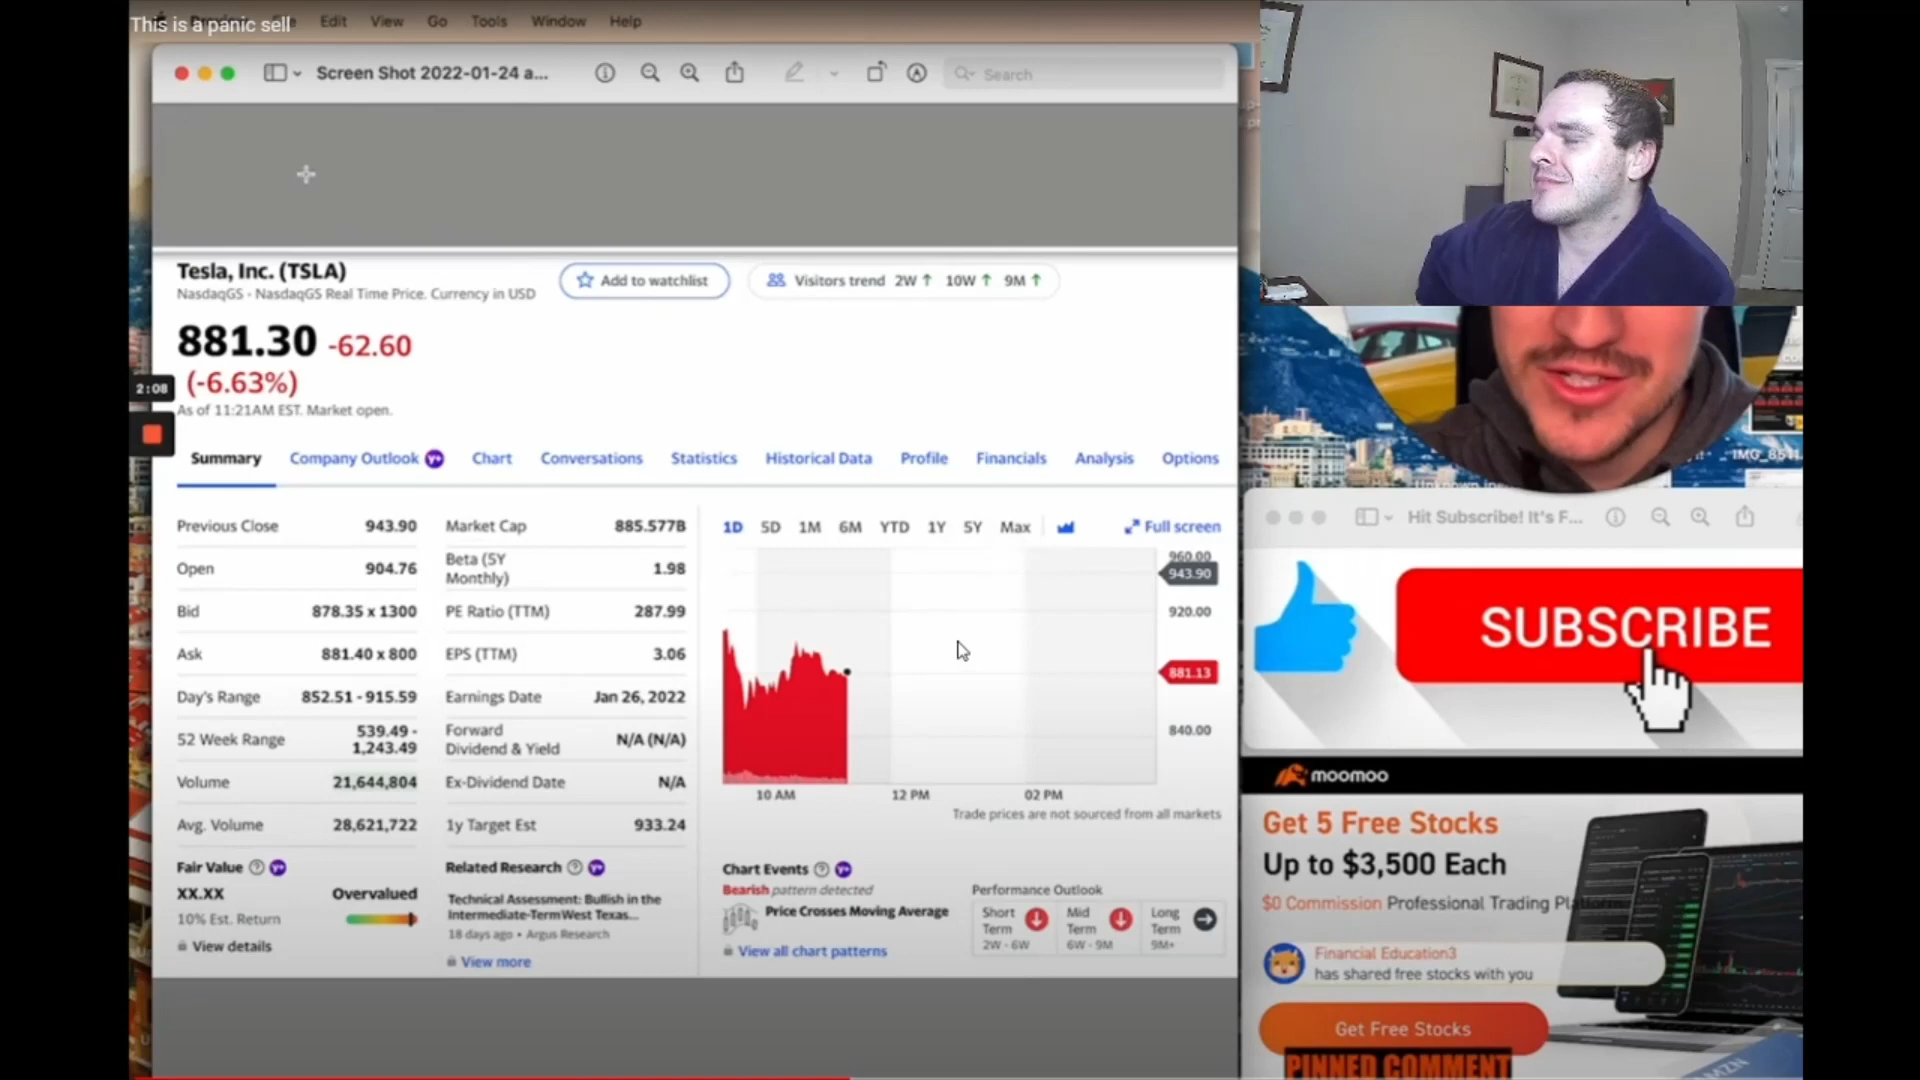 This is a panic sell
Edit View Go Tools Window Help
Screen Shot 2022-01-24 a...
Search
Tesla, Inc. (TSLA)
NasdaqGS - NasdaqGS Real Time Price. Currency in USD
Add to watchlist
Visitors trend 2W↑ 10W↑ 9M↑
881.30 -62.60
(-6.63%)
2:08
As of 11:21AM EST. Market open.
Summary Company Outlook Y+ Chart Conversations Statistics Historical Data Profile Financials Analysis Options
Previous Close 943.90
Open 904.76
Bid 878.35 x 1300
Ask 881.40 x 800
Day's Range 852.51 - 915.59
52 Week Range 539.49 -
1,243.49
Volume 21,644,804
Avg. Volume 28,621,722
Market Cap 885.577B
Beta (5Y
Monthly) 1.98
PE Ratio (TTM) 287.99
EPS (TTM) 3.06
Earnings Date Jan 26, 2022
Forward
Dividend & Yield N/A (N/A)
Ex-Dividend Date N/A
1y Target Est 933.24
1D 5D 1M 6M YTD 1Y 5Y Max
Full screen
960.00
943.90
920.00
881.13
840.00
10 AM 12 PM 02 PM
Trade prices are not sourced from all markets
Fair Value
XX.XX Overvalued
10% Est. Return
View details
Related Research
Technical Assessment: Bullish in the
Intermediate-Term West Texas...
18 days ago • Argus Research
View more
Chart Events
Bearish pattern detected
Price Crosses Moving Average
View all chart patterns
Performance Outlook
Short
Term
2W - 6W
Mid
Term
6W - 9M
Long
Term
9M+
Hit Subscribe! It's F...
SUBSCRIBE
moomoo
Get 5 Free Stocks
Up to $3,500 Each
$0 Commission Professional Trading Platform
Financial Education3
has shared free stocks with you
Get Free Stocks
PINNED COMMENT
AMZN